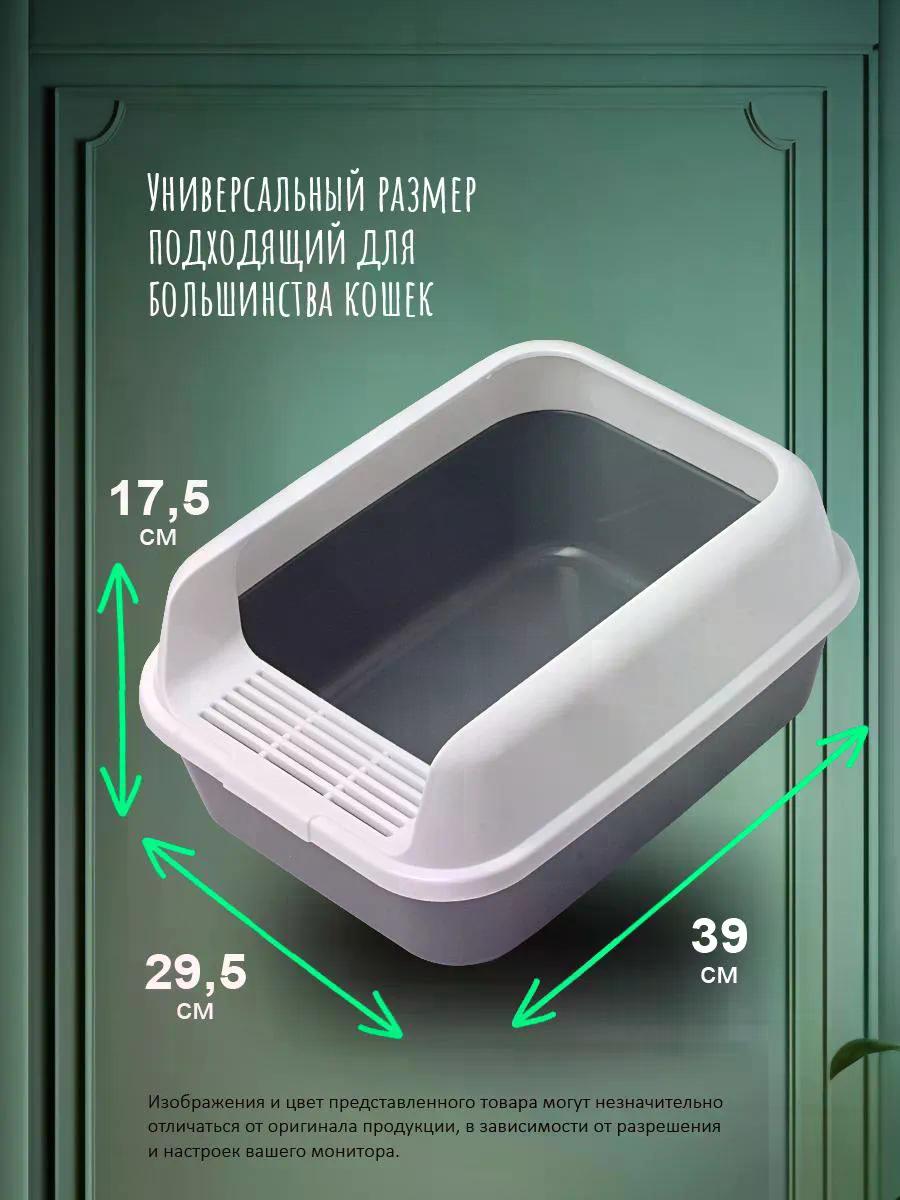 Универсальный размер
подходящий для
большинства кошек
17,5
см
29,5
см
39
см
Изображения и цвет представленного товара могут незначительно
отличаться от оригинала продукции, в зависимости от разрешения
и настроек вашего монитора.